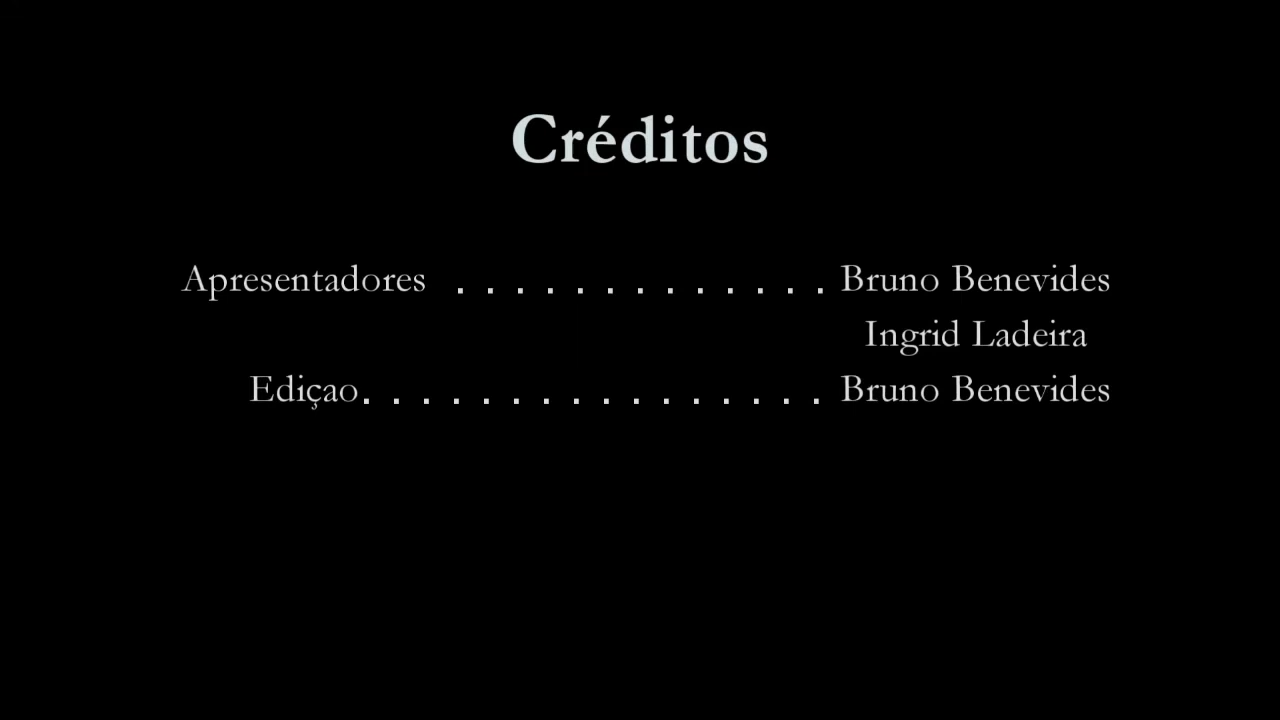 Créditos
Apresentadores . . . . . . . . . . . . . Bruno Benevides
Ingrid Ladeira
Ediçao. . . . . . . . . . . . . . . . Bruno Benevides